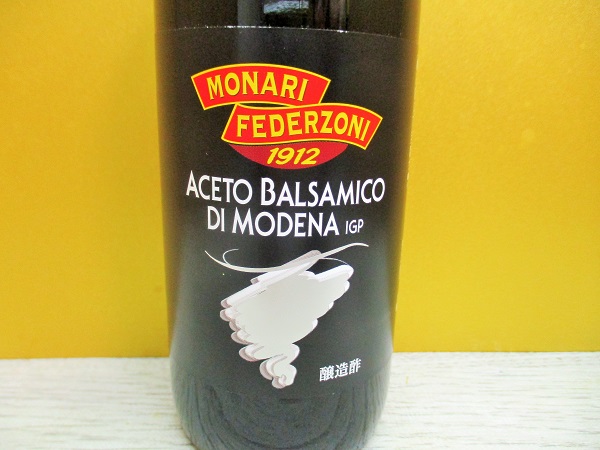 MONARI
FEDERZONI
1912
ACETO BALSAMICO
DI MODENA IGP
醸造酢